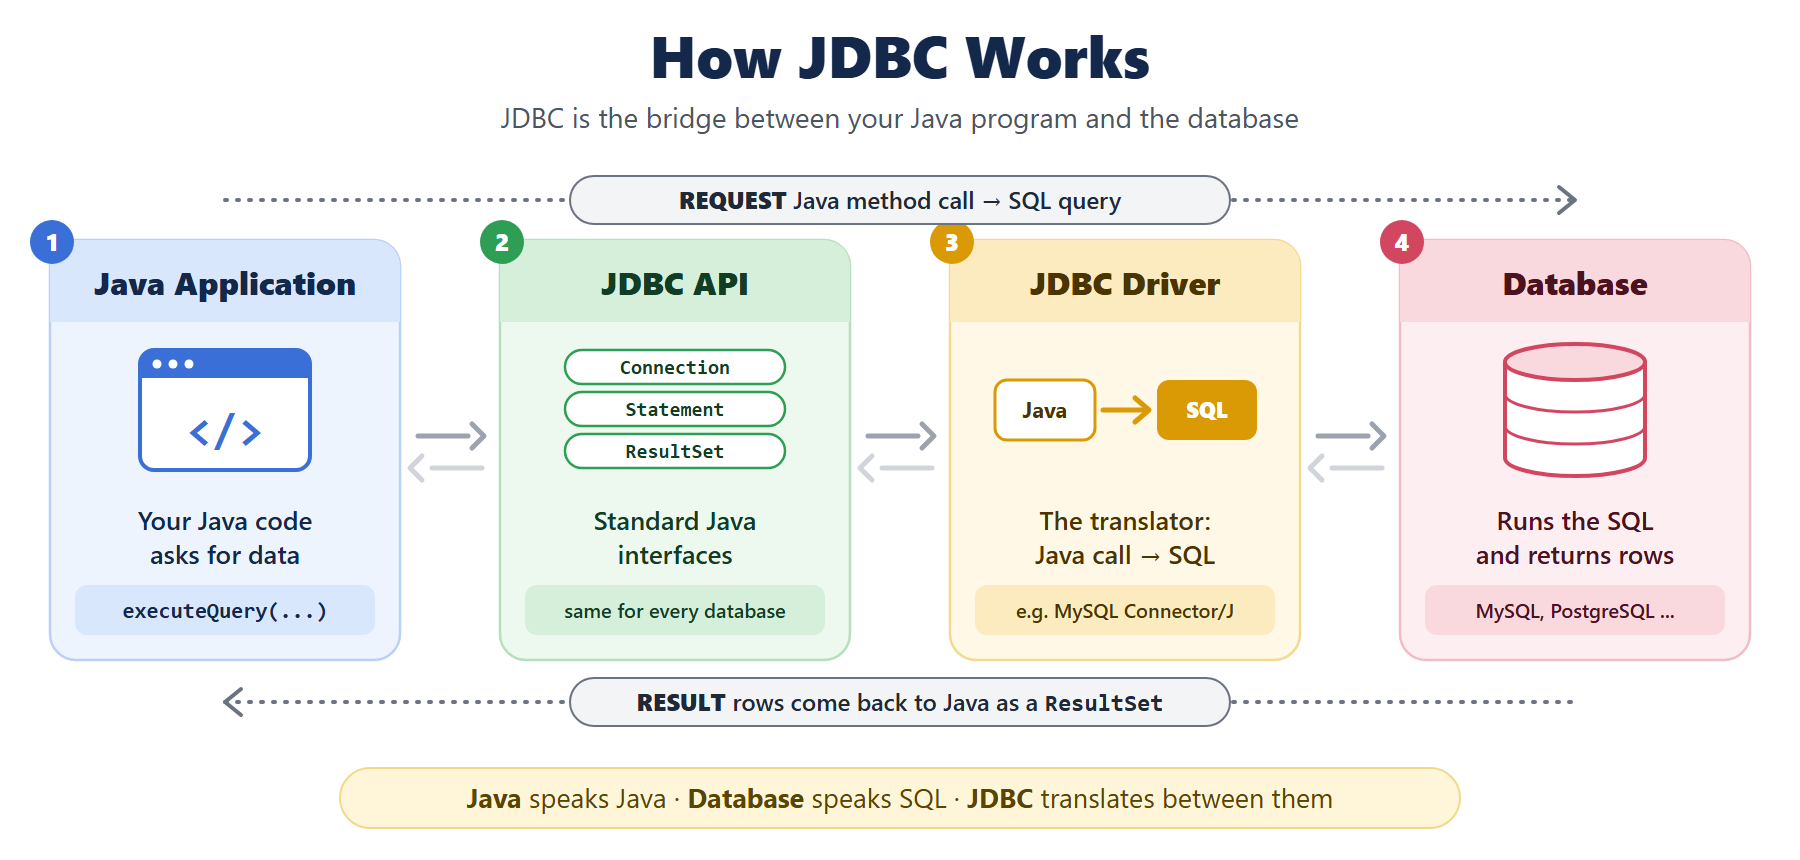 How JDBC Works
JDBC is the bridge between your Java program and the database
REQUEST Java method call → SQL query
1
Java Application
</>
Your Java code
asks for data
executeQuery(...)
2
JDBC API
Connection
Statement
ResultSet
Standard Java
interfaces
same for every database
3
JDBC Driver
Java
SQL
The translator:
Java call → SQL
e.g. MySQL Connector/J
4
Database
Runs the SQL
and returns rows
MySQL, PostgreSQL ...
RESULT rows come back to Java as a ResultSet
Java speaks Java · Database speaks SQL · JDBC translates between them